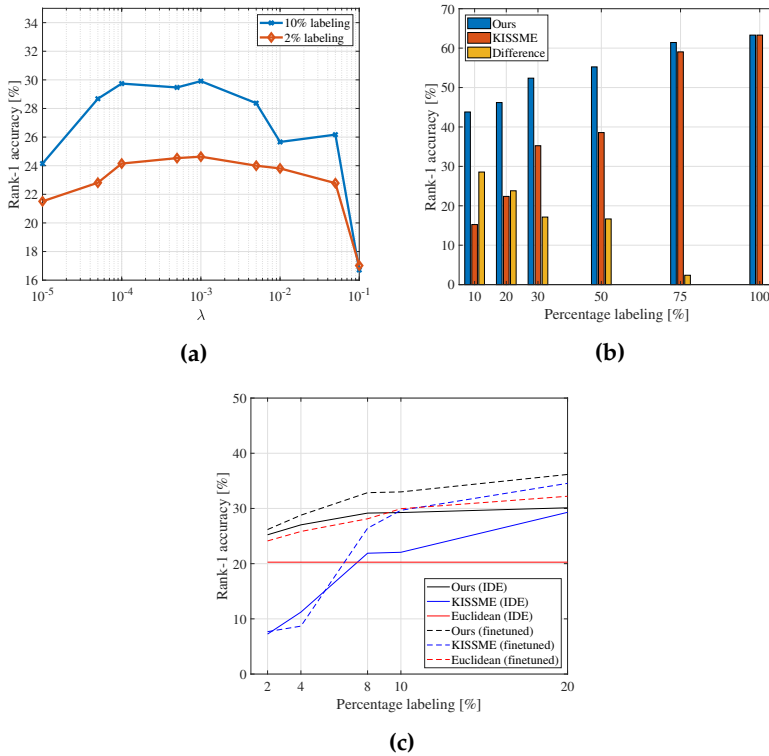 34
32
30
28
26
24
22
20
18
16
Rank-1 accuracy [%]
10% labeling
2% labeling
10-5
10-4
10-3
10-2
10-1
λ
(a)
70
60
50
40
30
20
10
0
Rank-1 accuracy [%]
Ours
KISSME
Difference
10 20 30 50 75 100
Percentage labeling [%]
(b)
50
40
30
20
10
0
Rank-1 accuracy [%]
Ours (IDE)
KISSME (IDE)
Euclidean (IDE)
Ours (finetuned)
KISSME (finetuned)
Euclidean (finetuned)
2 4 8 10 20
Percentage labeling [%]
(c)